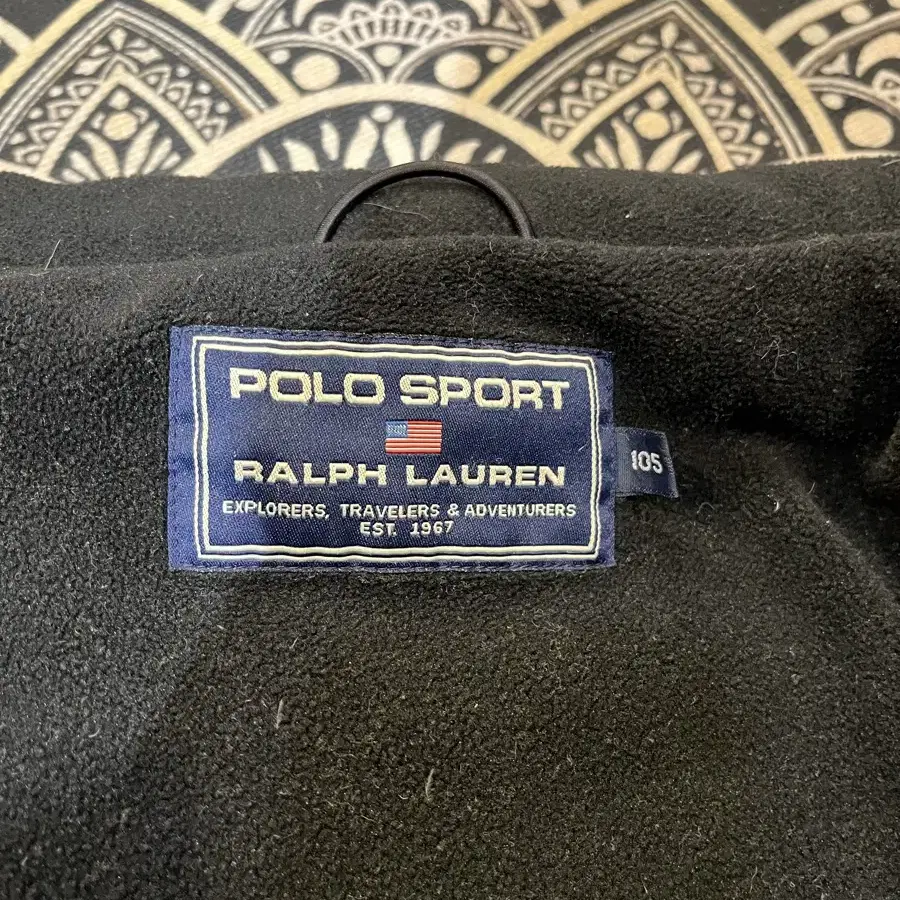 POLO SPORT
RALPH LAUREN
EXPLORERS, TRAVELERS & ADVENTURERS
EST. 1967
105